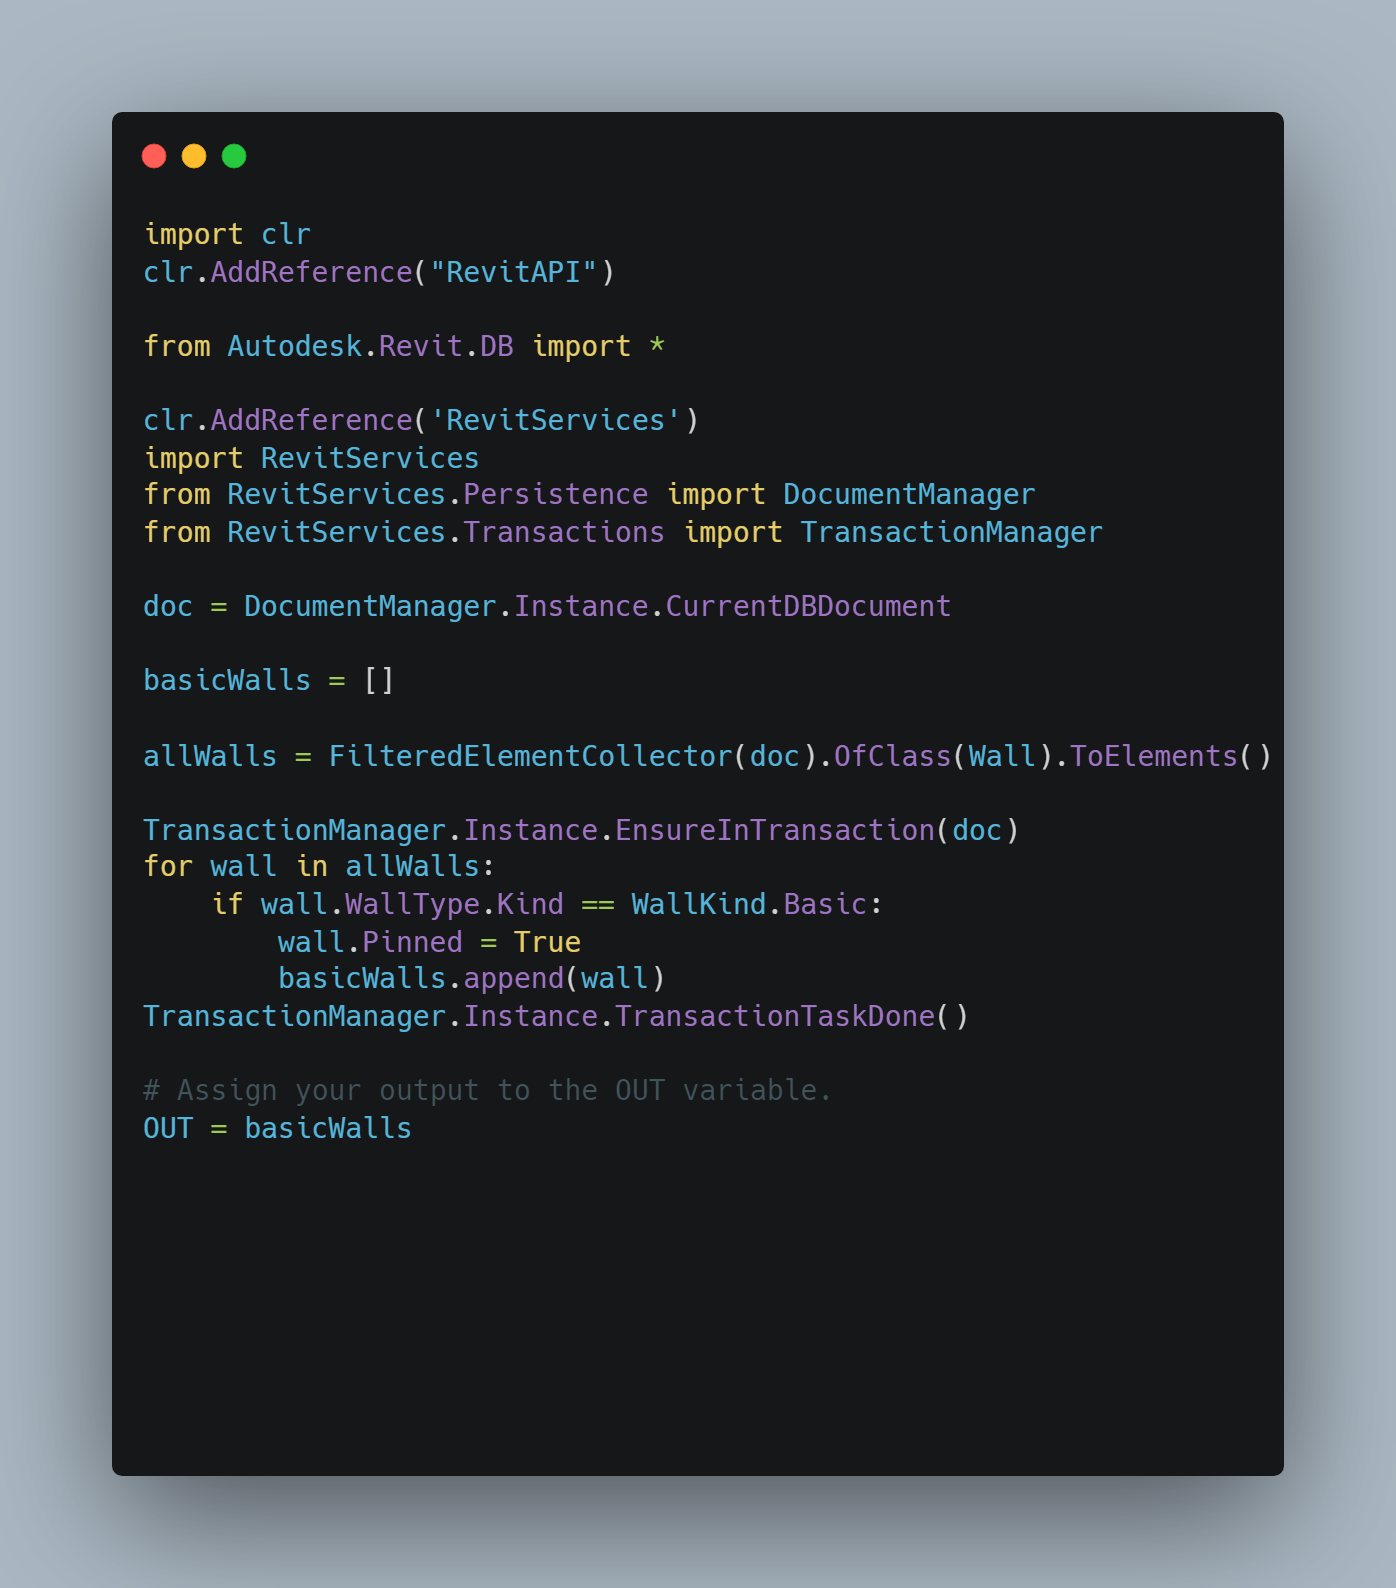 import clr
clr.AddReference("RevitAPI")

from Autodesk.Revit.DB import *

clr.AddReference('RevitServices')
import RevitServices
from RevitServices.Persistence import DocumentManager
from RevitServices.Transactions import TransactionManager

doc = DocumentManager.Instance.CurrentDBDocument

basicWalls = []

allWalls = FilteredElementCollector(doc).OfClass(Wall).ToElements()

TransactionManager.Instance.EnsureInTransaction(doc)
for wall in allWalls:
    if wall.WallType.Kind == WallKind.Basic:
        wall.Pinned = True
        basicWalls.append(wall)
TransactionManager.Instance.TransactionTaskDone()

# Assign your output to the OUT variable.
OUT = basicWalls